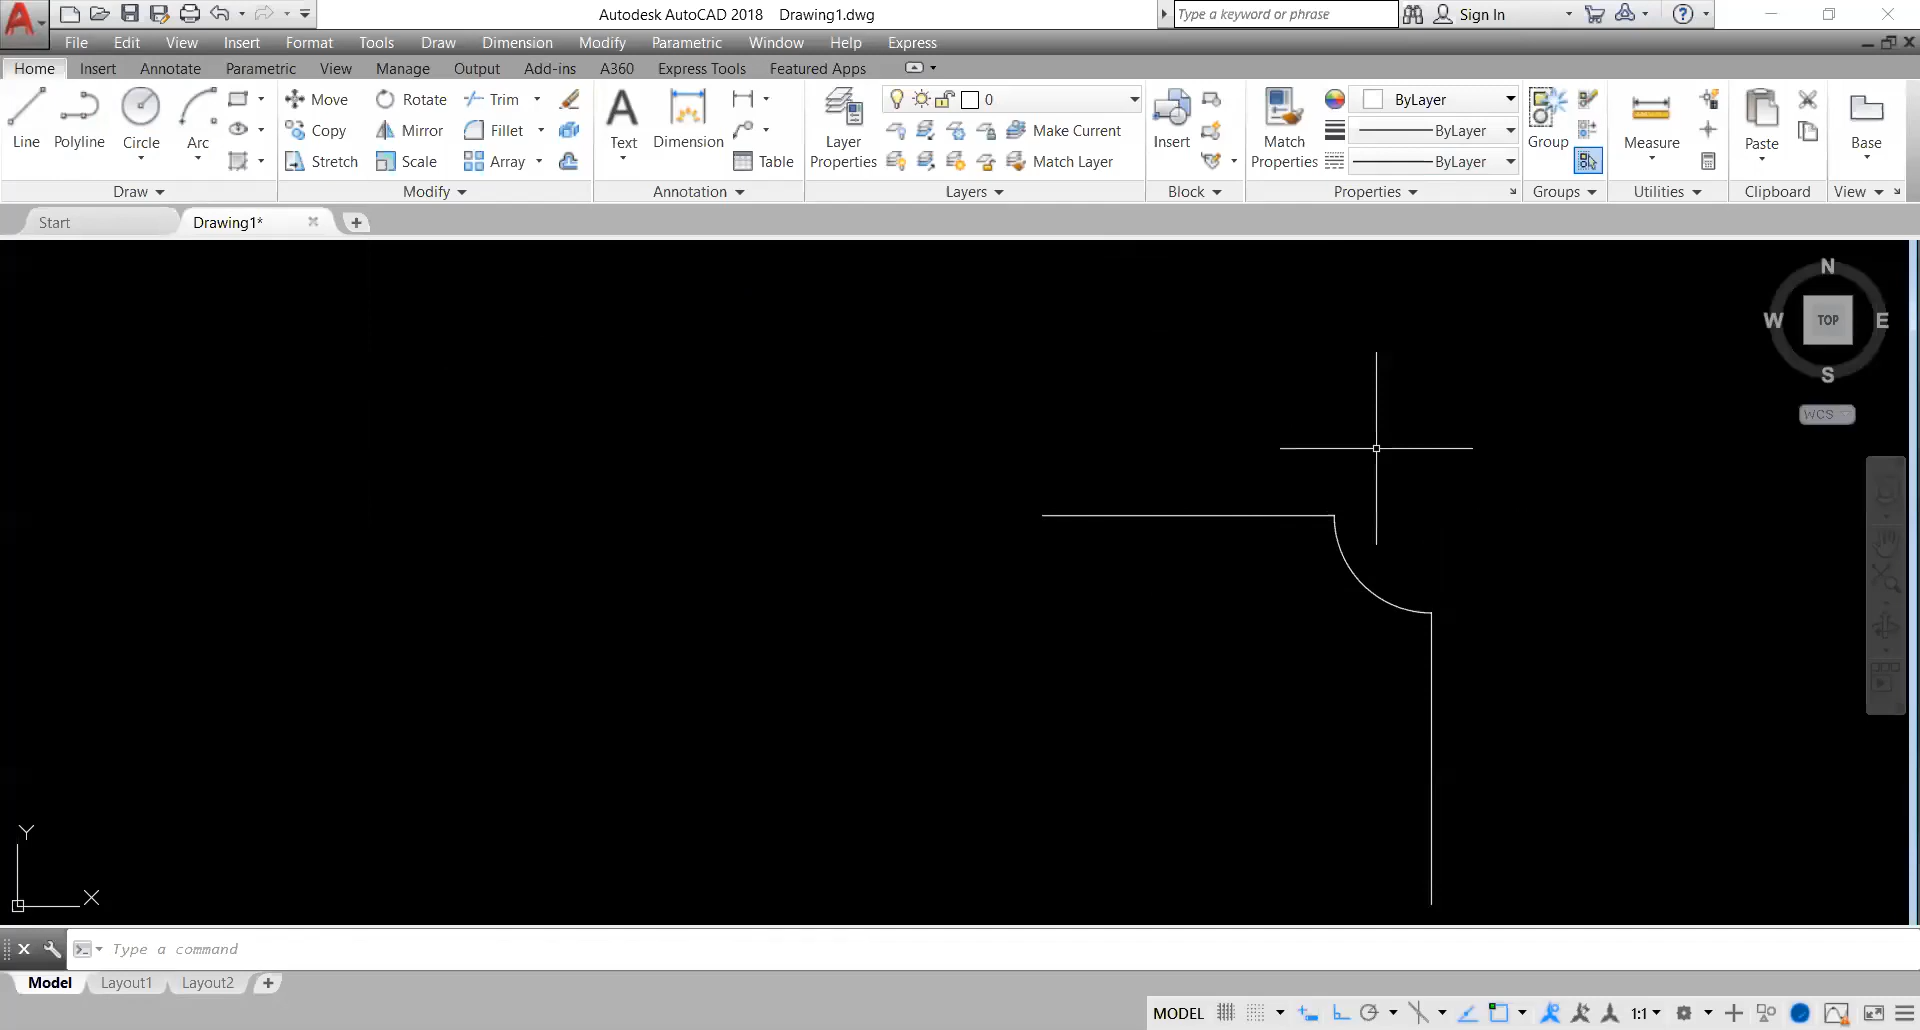 Autodesk AutoCAD 2018 Drawing1.dwg
Type a keyword or phrase
Sign In
File Edit View Insert Format Tools Draw Dimension Modify Parametric Window Help Express
Home Insert Annotate Parametric View Manage Output Add-ins A360 Express Tools Featured Apps
Line Polyline Circle Arc
Move Rotate Trim
Copy Mirror Fillet
Stretch Scale Array
Text Dimension
Table
Layer
Properties
0
Make Current
Match Layer
Insert
Match
Properties
ByLayer
ByLayer
ByLayer
Group
Measure
Paste
Base
Draw Modify Annotation Layers Block Properties Groups Utilities Clipboard View
Start Drawing1*
N
W TOP E
S
WCS
Y
X
Type a command
Model Layout1 Layout2
MODEL 1:1